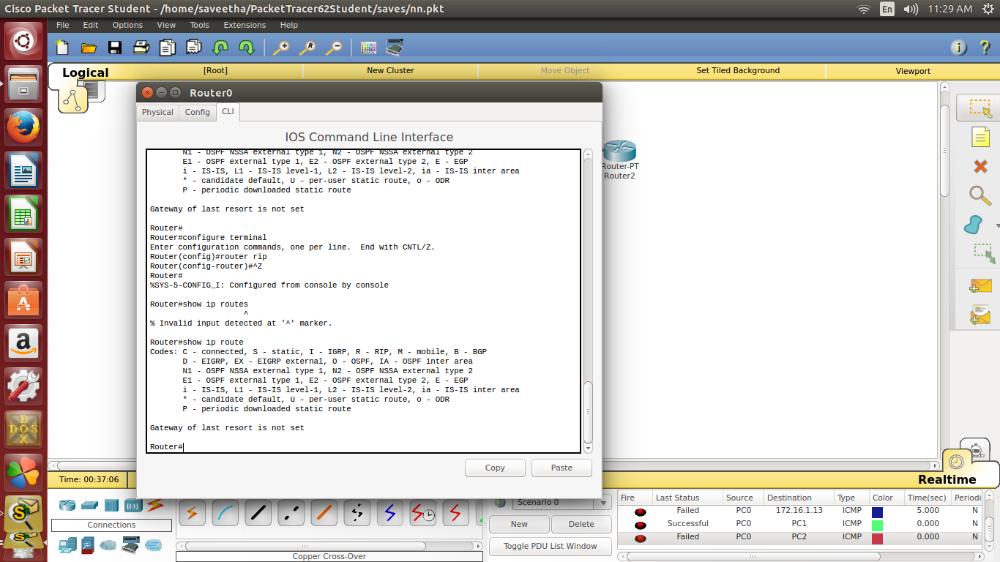 Cisco Packet Tracer Student - /home/saveetha/PacketTracer62Student/saves/nn.pkt
En
11:29 AM
File Edit Options View Tools Extensions Help
Logical
[Root]
New Cluster
Move Object
Set Tiled Background
Viewport
Router0
Physical Config CLI
IOS Command Line Interface
N1 - OSPF NSSA external type 1, N2 - OSPF NSSA external type 2
E1 - OSPF external type 1, E2 - OSPF external type 2, E - EGP
i - IS-IS, L1 - IS-IS level-1, L2 - IS-IS level-2, ia - IS-IS inter area
* - candidate default, U - per-user static route, o - ODR
P - periodic downloaded static route
Gateway of last resort is not set
Router#
Router#configure terminal
Enter configuration commands, one per line.  End with CNTL/Z.
Router(config)#router rip
Router(config-router)#^Z
Router#
%SYS-5-CONFIG_I: Configured from console by console
Router#show ip routes
^
% Invalid input detected at '^' marker.
Router#show ip route
Codes: C - connected, S - static, I - IGRP, R - RIP, M - mobile, B - BGP
D - EIGRP, EX - EIGRP external, O - OSPF, IA - OSPF inter area
N1 - OSPF NSSA external type 1, N2 - OSPF NSSA external type 2
E1 - OSPF external type 1, E2 - OSPF external type 2, E - EGP
i - IS-IS, L1 - IS-IS level-1, L2 - IS-IS level-2, ia - IS-IS inter area
* - candidate default, U - per-user static route, o - ODR
P - periodic downloaded static route
Gateway of last resort is not set
Router#
Copy Paste
Router-PT
Router2
Time: 00:37:06
Realtime
Connections
Copper Cross-Over
Scenario 0
New Delete
Toggle PDU List Window
Fire Last Status Source Destination Type Color Time(sec) Periodi
Failed PC0 172.16.1.13 ICMP 5.000 N
Successful PC0 PC1 ICMP 0.000 N
Failed PC0 PC2 ICMP 0.000 N